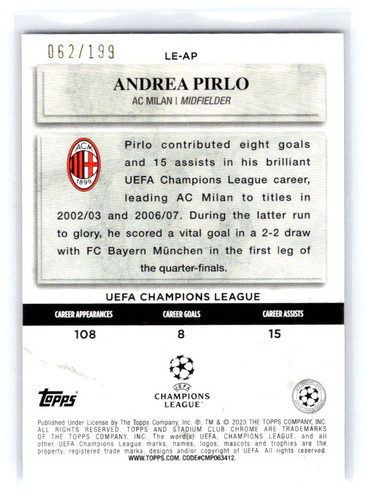 062/199
LE-AP
ANDREA PIRLO
AC MILAN | MIDFIELDER
ACM
1899
Pirlo contributed eight goals
and 15 assists in his brilliant
UEFA Champions League career,
leading AC Milan to titles in
2002/03 and 2006/07. During the latter run
to glory, he scored a vital goal in a 2-2 draw
with FC Bayern München in the first leg of
the quarter-finals.
UEFA CHAMPIONS LEAGUE
CAREER APPEARANCES CAREER GOALS CAREER ASSISTS
108 8 15
Topps
UEFA
CHAMPIONS
LEAGUE
Published Under License by The Topps Company, Inc. ®, TM & © 2023 THE TOPPS COMPANY, INC.
ALL RIGHTS RESERVED. TOPPS AND STADIUM CLUB CHROME ARE TRADEMARKS
OF THE TOPPS COMPANY, INC. The word(s) UEFA, CHAMPIONS LEAGUE, and all
other UEFA Champions League marks, names, logos, mascots and trophies are the
property, registered trade marks, designs and/or copyright of UEFA. All rights reserved.
WWW.TOPPS.COM. CODE#CMP063412.